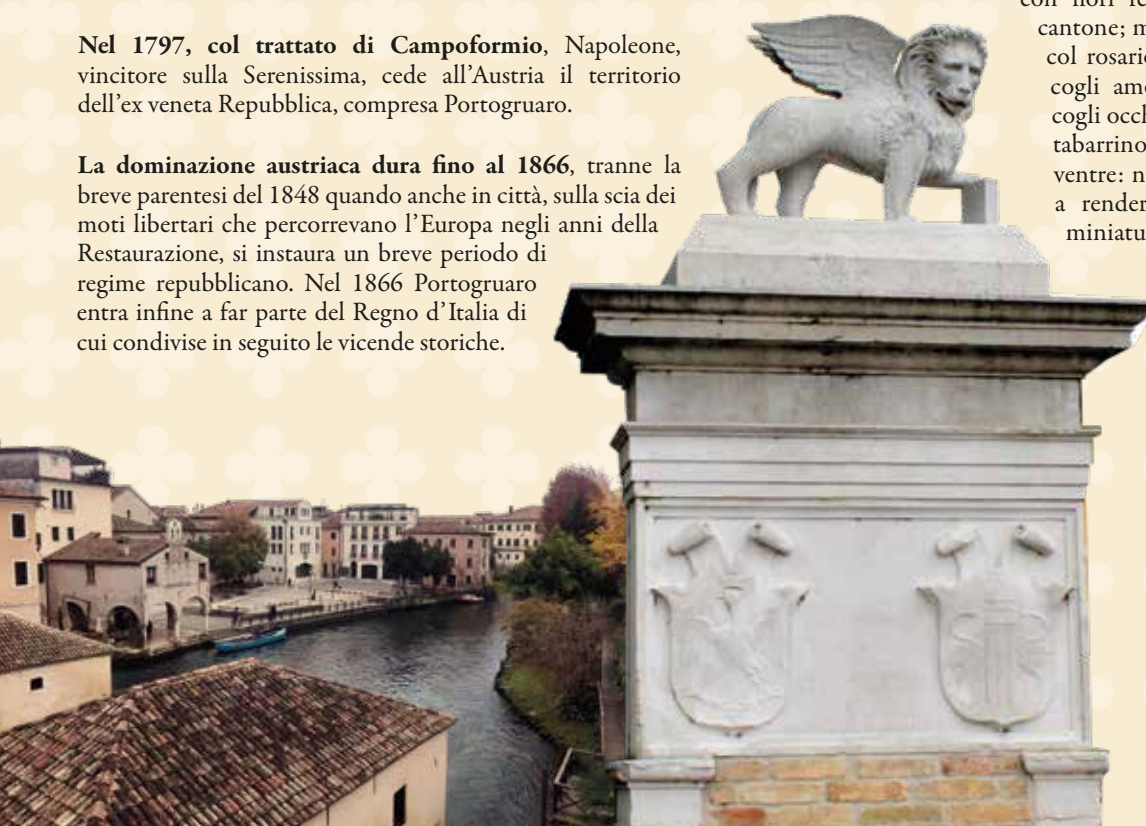 Nel 1797, col trattato di Campoformio, Napoleone,
vincitore sulla Serenissima, cede all’Austria il territorio
dell’ex veneta Repubblica, compresa Portogruaro.
La dominazione austriaca dura fino al 1866, tranne la
breve parentesi del 1848 quando anche in città, sulla scia dei
moti libertari che percorrevano l’Europa negli anni della
Restaurazione, si instaura un breve periodo di
regime repubblicano. Nel 1866 Portogruaro
entra infine a far parte del Regno d’Italia di
cui condivise in seguito le vicende storiche.
cantone; m
col rosario
cogli
cogli
tabarrino
ventre: n
a render